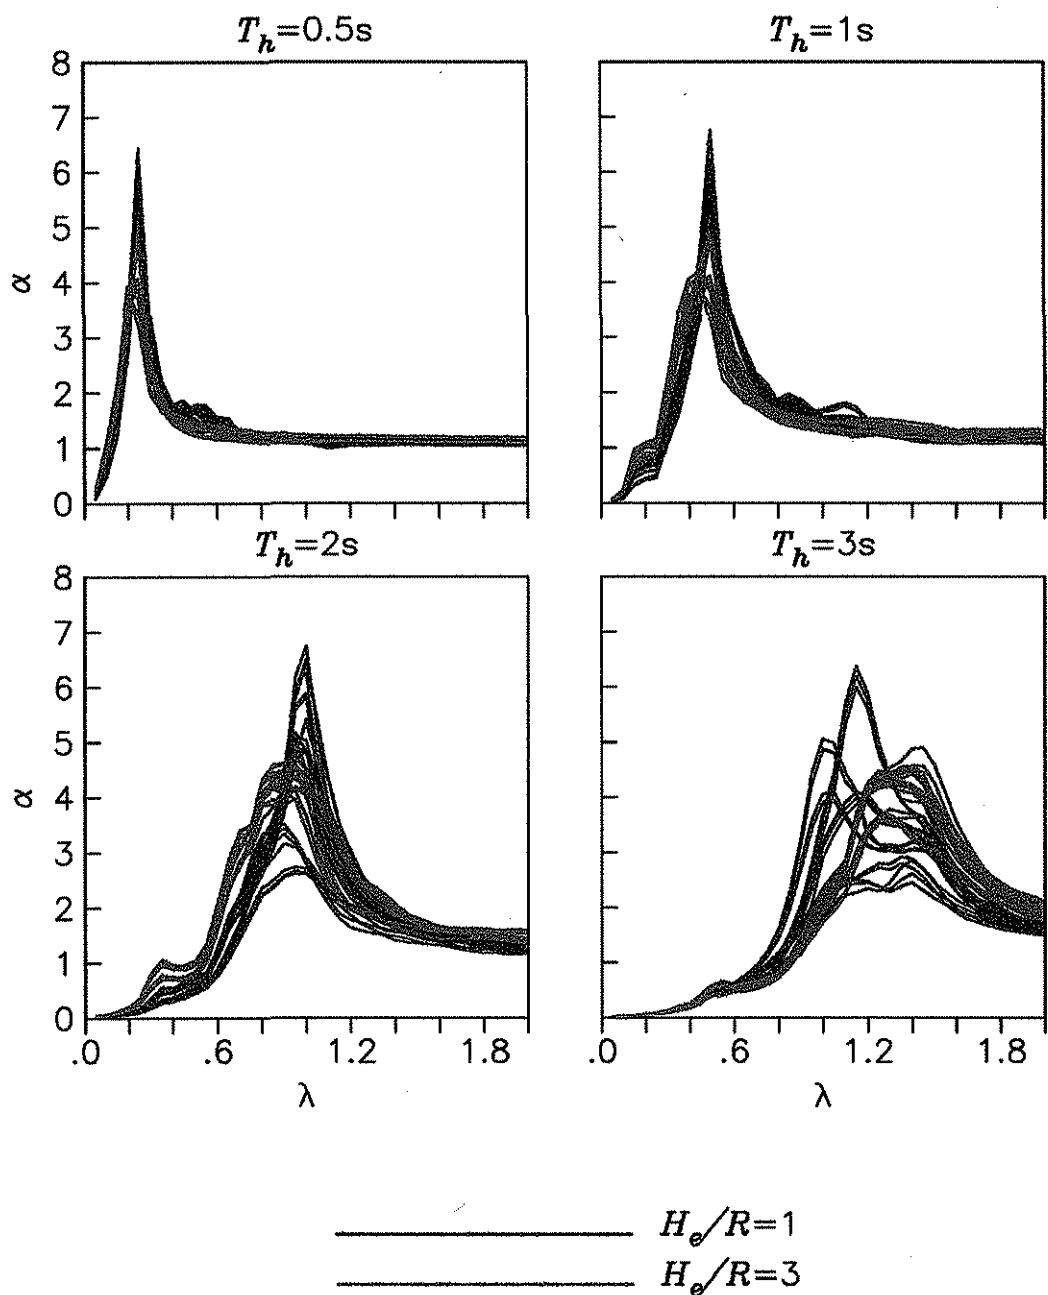 T_h=0.5s
T_h=1s
8
7
6
5
4
3
2
1
0
α
T_h=2s
T_h=3s
8
7
6
5
4
3
2
1
0
α
.0 .6 1.2 1.8
.0 .6 1.2 1.8
λ
λ
H_e/R=1
H_e/R=3